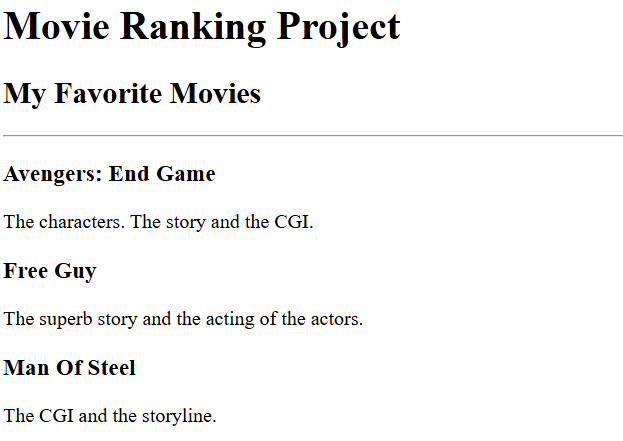 Movie Ranking Project
My Favorite Movies
Avengers: End Game
The characters. The story and the CGI.
Free Guy
The superb story and the acting of the actors.
Man Of Steel
The CGI and the storyline.